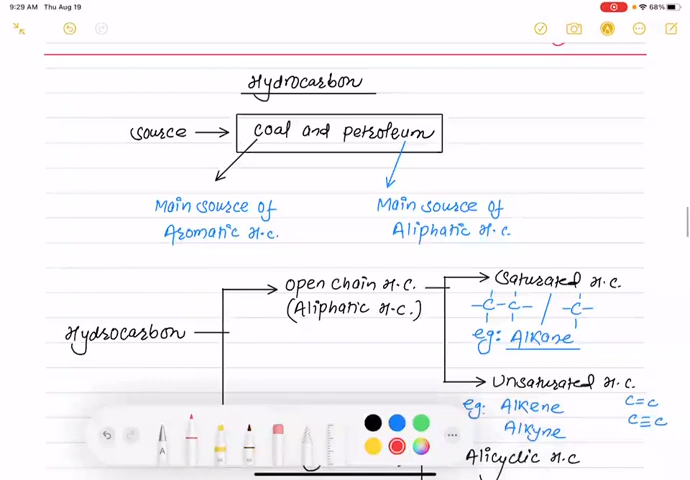 9:29 AM Thu Aug 19
68%
Hydrocarbon
Source → coal and petroleum
Main source of
Aromatic H.C.
Main source of
Aliphatic H.C.
Hydrocarbon
open chain H.C.
(Aliphatic H.C.)
Saturated H.C.
-C-C- / -C-
eg: Alkane
Unsaturated H.C.
eg: Alkene C=C
Alkyne C≡C
Alicyclic H.C
A